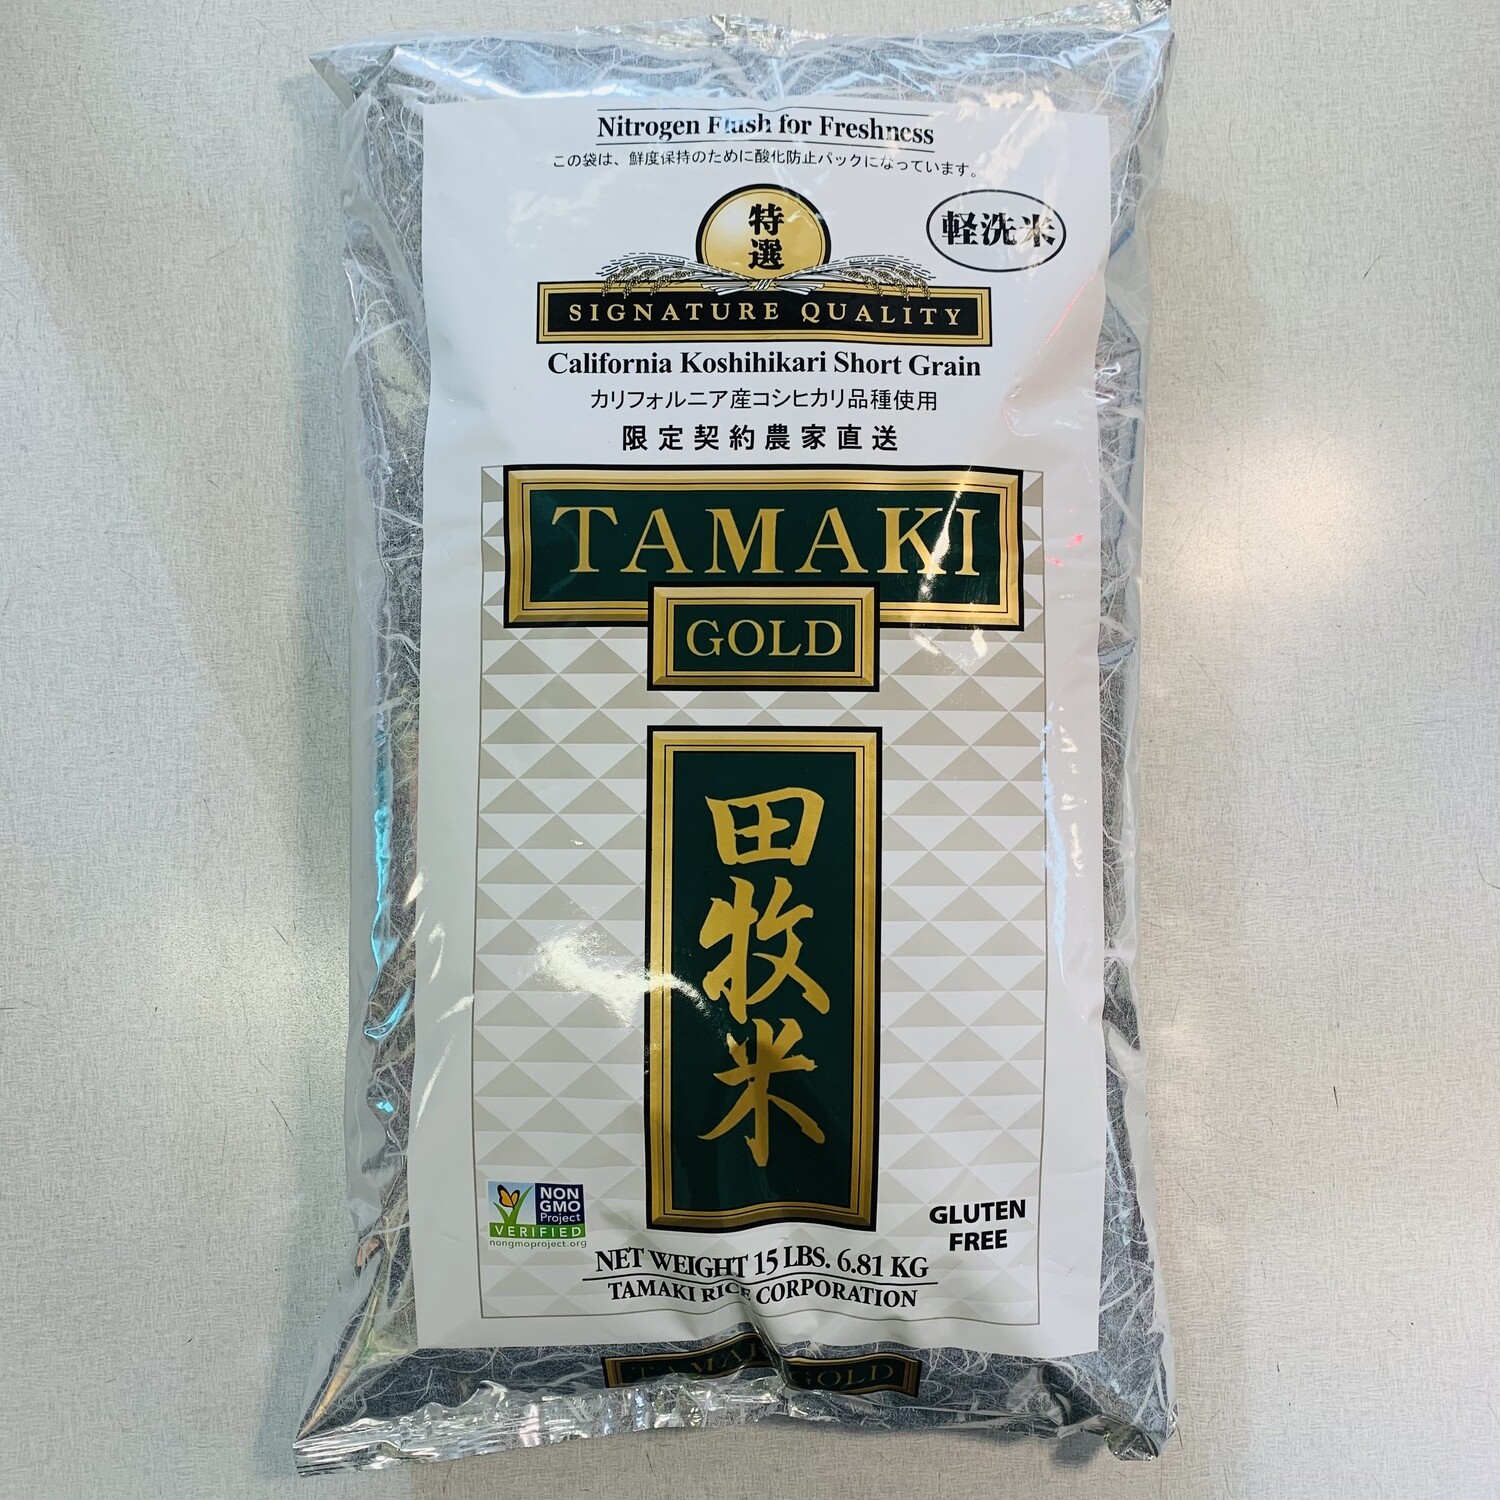 Nitrogen Flush for Freshness
この袋は、鮮度保持のために酸化防止パックになっています。
特選
軽洗米
SIGNATURE QUALITY
California Koshihikari Short Grain
カリフォルニア産コシヒカリ品種使用
限定契約農家直送
TAMAKI
GOLD
田牧米
NON
GMO
Project
VERIFIED
nongmoproject.org
GLUTEN
FREE
NET WEIGHT 15 LBS. 6.81 KG
TAMAKI RICE CORPORATION
TAMAKI GOLD